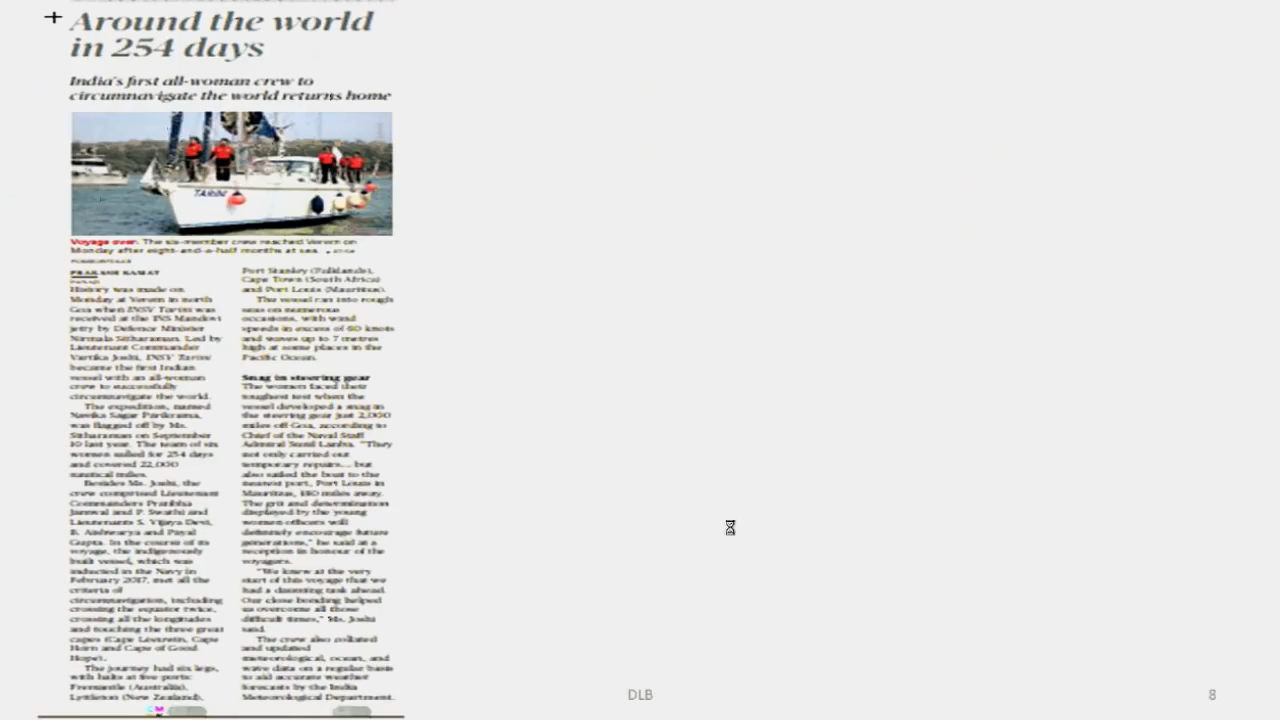 Around the world
in 254 days
India's first all-woman crew to
circumnavigate the world returns home
TARINI
Voyage over. The six-member crew reached Verem on
Monday after eight-and-a-half months at sea.
PRAKASH KAMAT
History was made on
Monday at Verem in north
Goa when INSV Tarini was
received at the INS Mandovi
jetty by Defence Minister
Nirmala Sitharaman. Led by
Lieutenant Commander
Vartika Joshi, INSV Tarini
became the first Indian
vessel with an all-woman
crew to successfully
circumnavigate the world.
The expedition, named
Navika Sagar Parikrama,
was flagged off by Ms.
Sitharaman on September
10 last year. The team of six
women sailed for 254 days
and covered 22,000
nautical miles.
Besides Ms. Joshi, the
crew comprised Lieutenant
Commanders Pratibha
Jamwal and P. Swathi and
Lieutenants S. Vijaya Devi,
B. Aishwarya and Payal
Gupta. In the course of its
voyage, the indigenously
built vessel, which was
inducted in the Navy in
February 2017, met all the
criteria of
circumnavigation, including
crossing the equator twice,
crossing all the longitudes
and touching the three great
capes (Cape Leeuwin, Cape
Horn and Cape of Good
Hope).
The journey had six legs,
with halts at five ports:
Fremantle (Australia),
Lyttleton (New Zealand),
Port Stanley (Falklands),
Cape Town (South Africa)
and Port Louis (Mauritius).
The vessel ran into rough
seas on numerous
occasions, with wind
speeds in excess of 60 knots
and waves up to 7 metres
high at some places in the
Pacific Ocean.
Snag in steering gear
The women faced their
toughest test when the
vessel developed a snag in
the steering gear just 2,000
miles off Goa, according to
Chief of the Naval Staff
Admiral Sunil Lanba. "They
not only carried out
temporary repairs... but
also sailed the boat to the
nearest port, Port Louis in
Mauritius, 180 miles away.
The grit and determination
displayed by the young
women officers will
definitely encourage future
generations," he said at a
reception in honour of the
voyagers.
"We knew at the very
start of this voyage that we
had a daunting task ahead.
Our close bonding helped
us overcome all those
difficult times," Ms. Joshi
said.
The crew also collated
and updated
meteorological, ocean, and
wave data on a regular basis
to aid accurate weather
forecasts by the India
Meteorological Department.
DLB
8